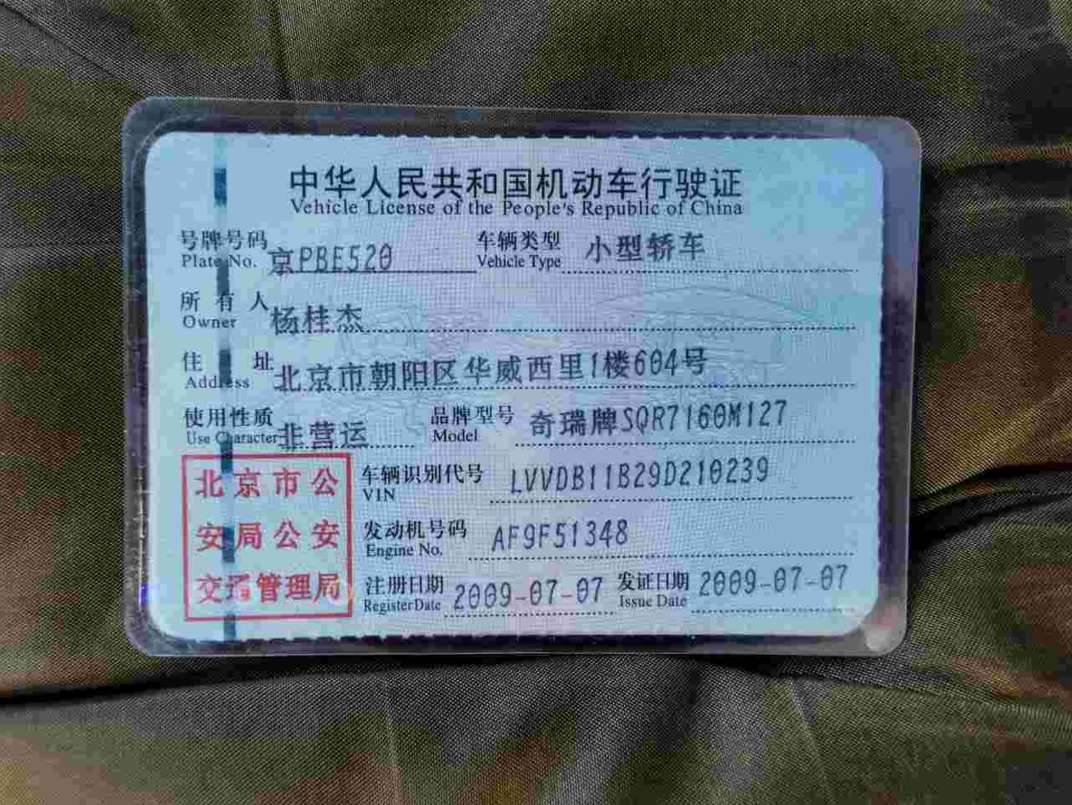 中华人民共和国机动车行驶证
Vehicle License of the People's Republic of China
号牌号码 京PBE520 车辆类型 小型轿车
Plate No. Vehicle Type
所有人 杨桂杰
Owner
住址 北京市朝阳区华威西里1楼604号
Address
使用性质 非营运 品牌型号 奇瑞牌SQR7160M127
Use Character Model
车辆识别代号 LVVDB11B29D210239
VIN
发动机号码 AF9F51348
Engine No.
注册日期 2009-07-07 发证日期 2009-07-07
Register Date Issue Date
北京市公
安局公安
交通管理局